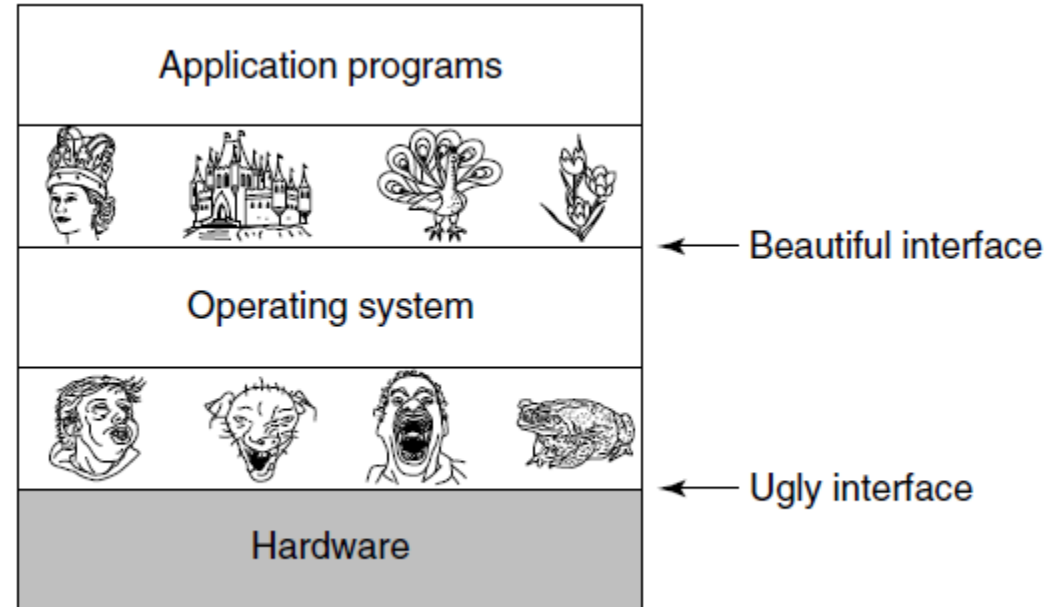 Application programs
Beautiful interface
Operating system
Ugly interface
Hardware